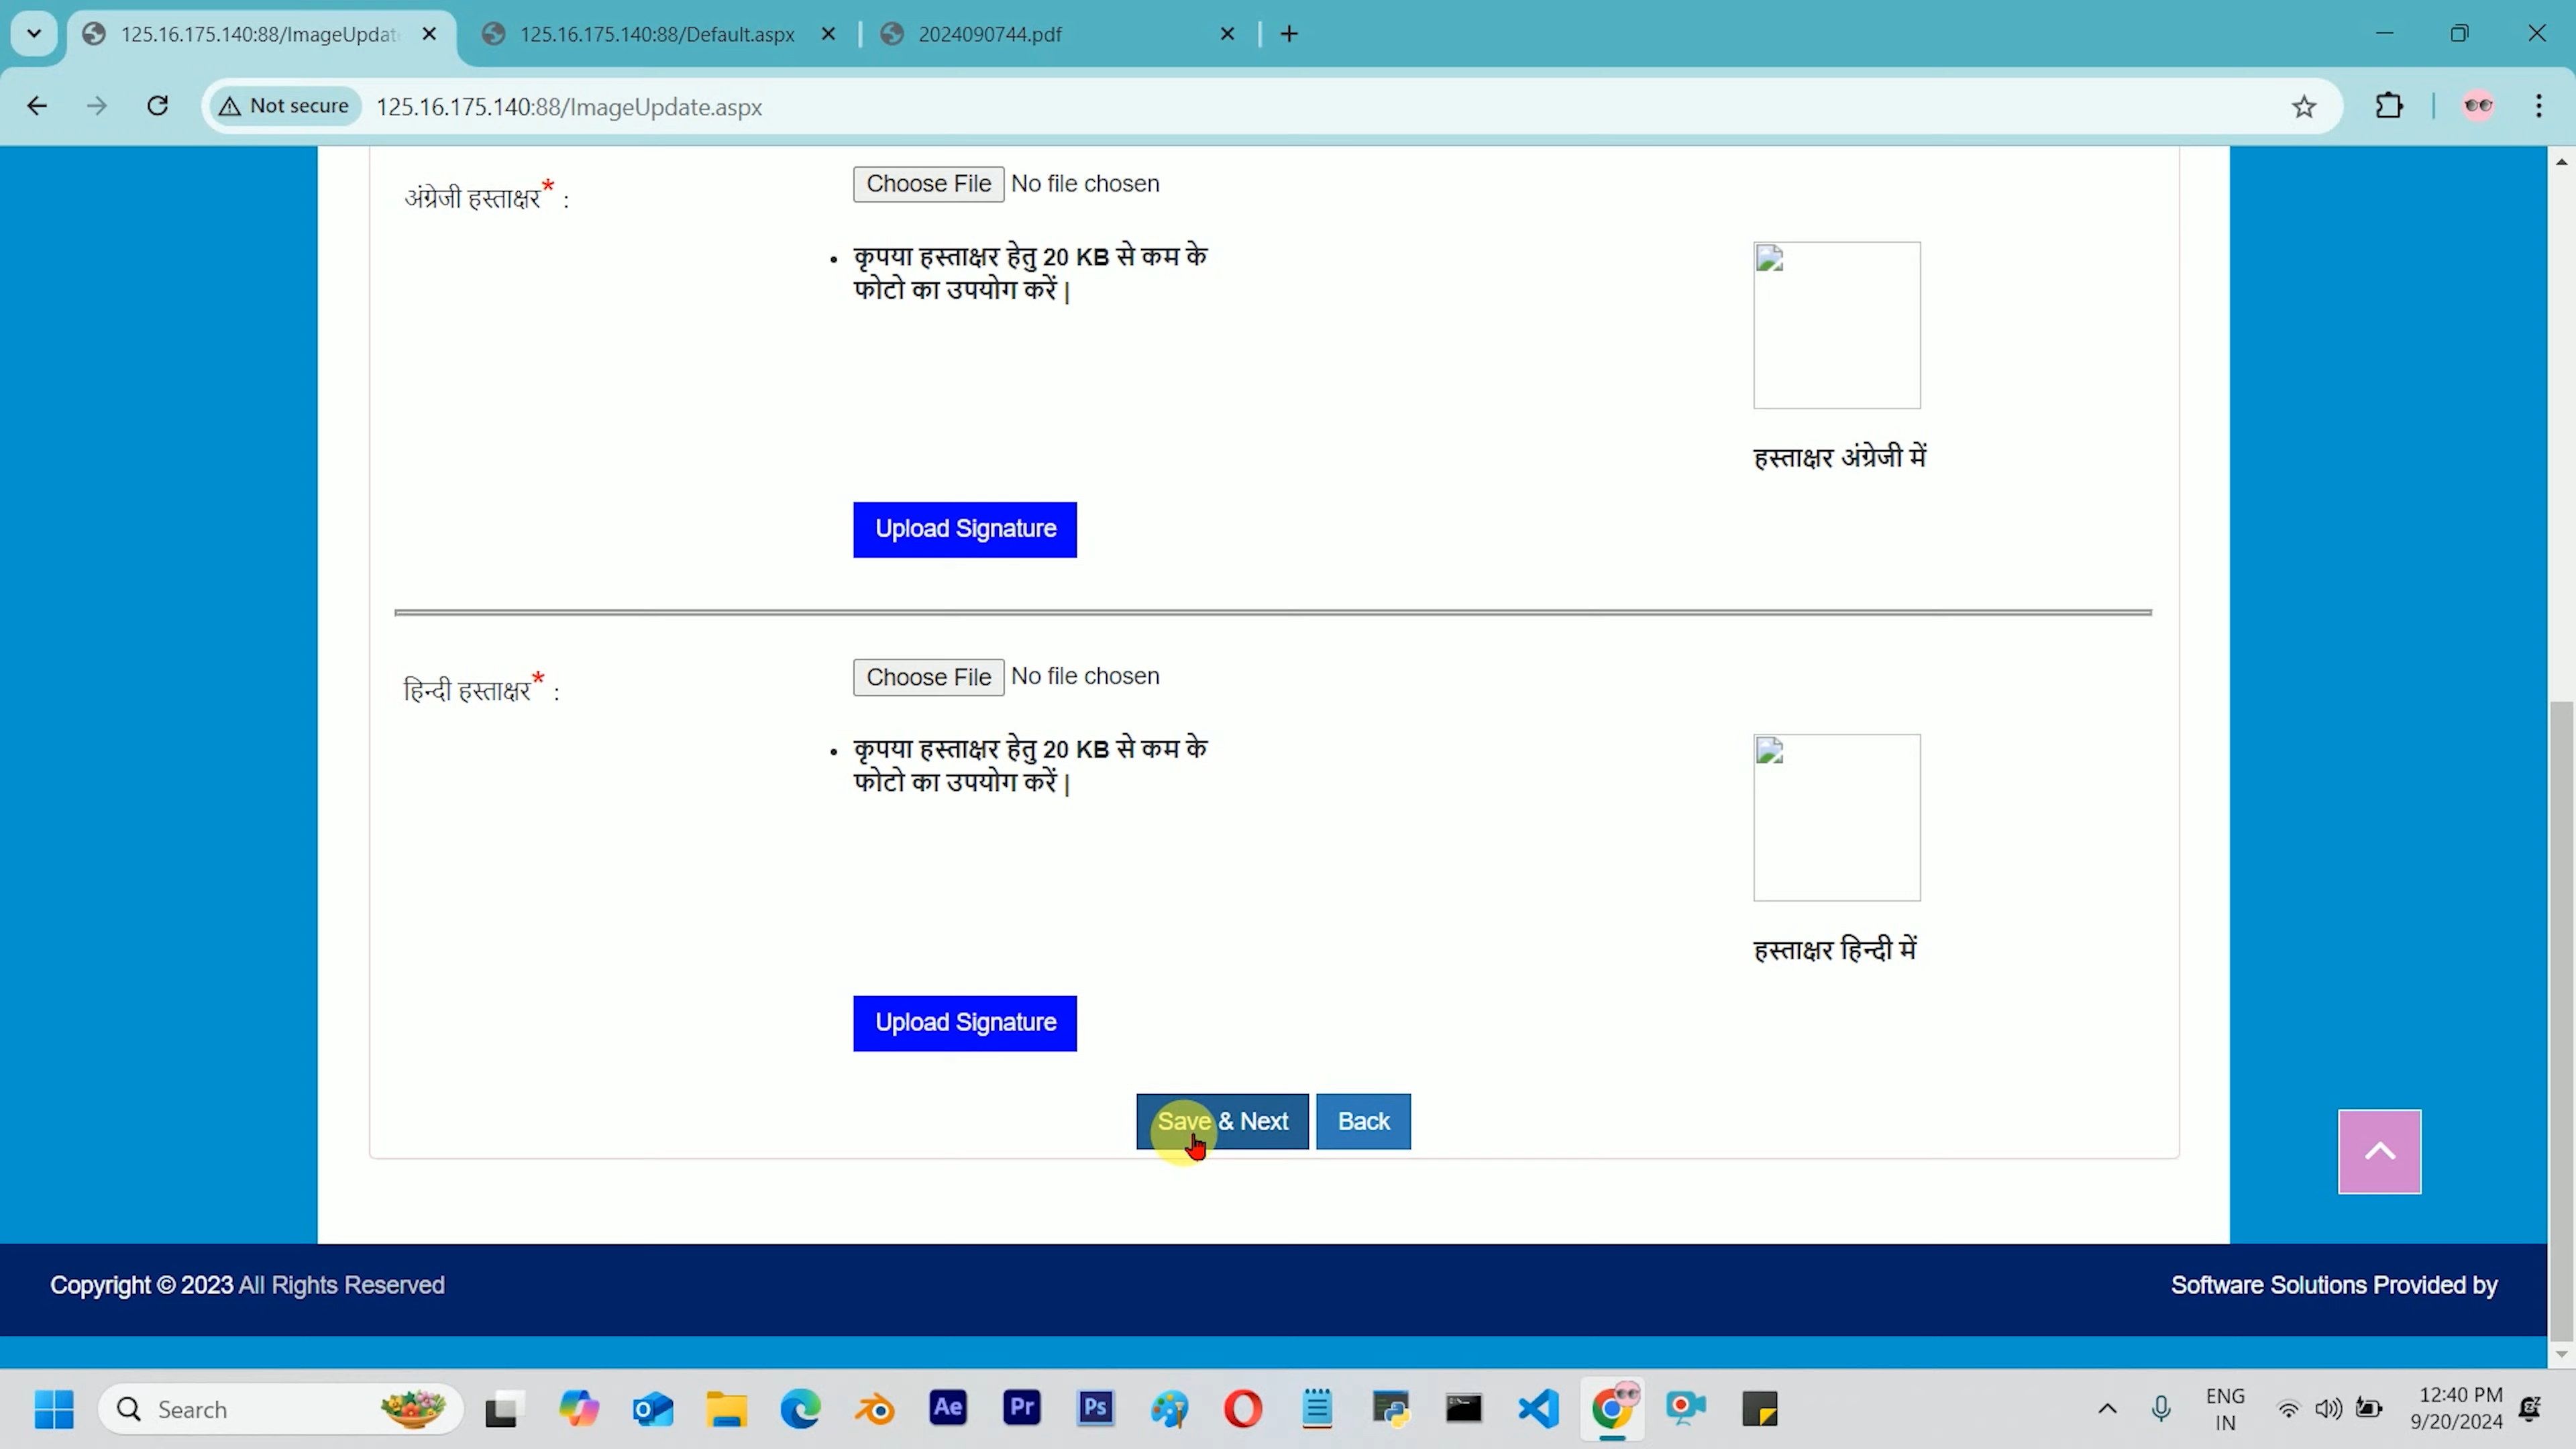 125.16.175.140:88/ImageUpdat
125.16.175.140:88/Default.aspx
2024090744.pdf
Not secure
125.16.175.140:88/ImageUpdate.aspx
अंग्रेजी हस्ताक्षर* :
Choose File No file chosen
• कृपया हस्ताक्षर हेतु 20 KB से कम के
फोटो का उपयोग करें |
हस्ताक्षर अंग्रेजी में
Upload Signature
हिन्दी हस्ताक्षर* :
Choose File No file chosen
• कृपया हस्ताक्षर हेतु 20 KB से कम के
फोटो का उपयोग करें |
हस्ताक्षर हिन्दी में
Upload Signature
Save & Next
Back
Copyright © 2023 All Rights Reserved
Software Solutions Provided by
Search
Ae
Pr
Ps
ENG
IN
12:40 PM
9/20/2024